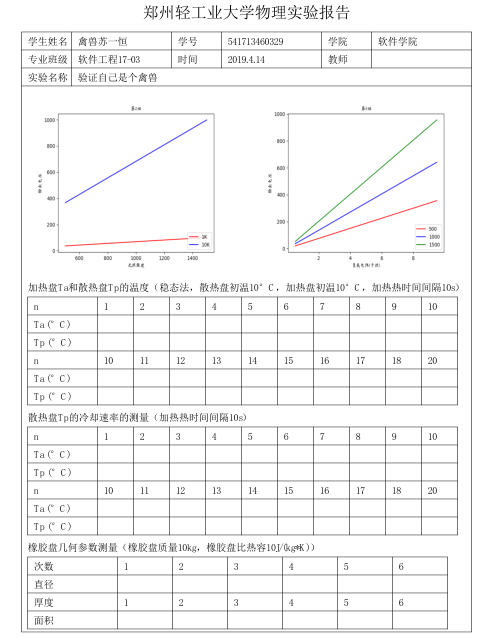 郑州轻工业大学物理实验报告
学生姓名 禽兽苏一恒 学号 541713460329 学院 软件学院
专业班级 软件工程17-03 时间 2019.4.14 教师
实验名称 验证自己是个禽兽
1000
800
600
400
200
0
600 800 1000 1200 1400
1K
10K
1000
800
600
400
200
0
2 4 6 8
500
1000
1500
加热盘Ta和散热盘Tp的温度（稳态法，散热盘初温10°C，加热盘初温10°C，加热热时间间隔10s）
n 1 2 3 4 5 6 7 8 9 10
Ta(°C)
Tp(°C)
n 10 11 12 13 14 15 16 17 18 20
Ta(°C)
Tp(°C)
散热盘Tp的冷却速率的测量（加热热时间间隔10s）
n 1 2 3 4 5 6 7 8 9 10
Ta(°C)
Tp(°C)
n 10 11 12 13 14 15 16 17 18 20
Ta(°C)
Tp(°C)
橡胶盘几何参数测量（橡胶盘质量10kg，橡胶盘比热容10J/(kg*K)）
次数 1 2 3 4 5 6
直径
厚度 1 2 3 4 5 6
面积